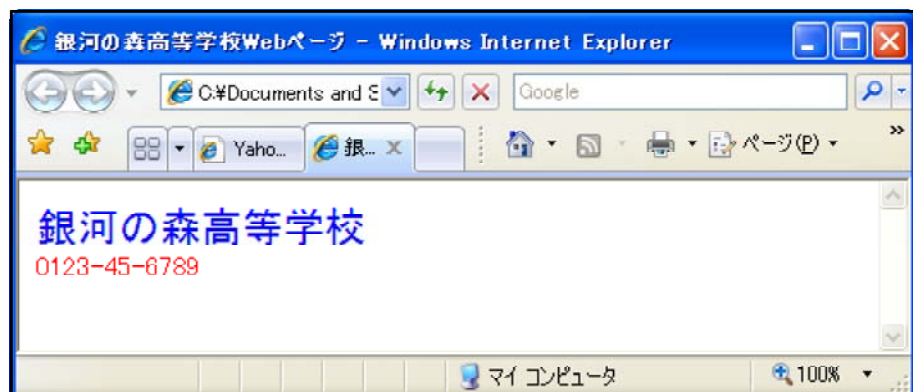 銀河の森高等学校Webページ - Windows Internet Explorer
C:¥Documents and S
Google
Yaho...
銀...
ページ(P)
銀河の森高等学校
0123-45-6789
マイ コンピュータ
100%